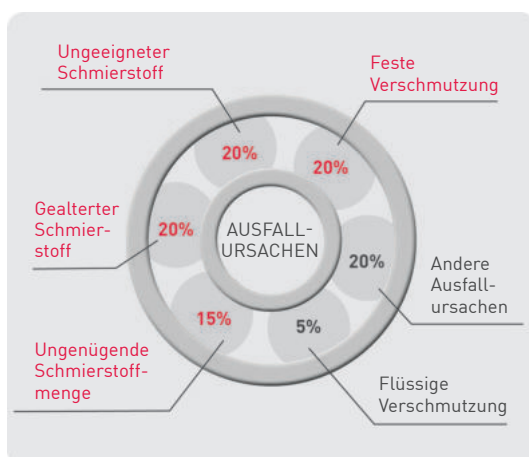 Ungeeigneter
Schmierstoff
20%
Feste
Verschmutzung
20%
Gealterter
Schmier-
stoff
20%
AUSFALL-
URSACHEN
20%
Andere
Ausfall-
ursachen
15%
Ungenügende
Schmierstoff-
menge
5%
Flüssige
Verschmutzung